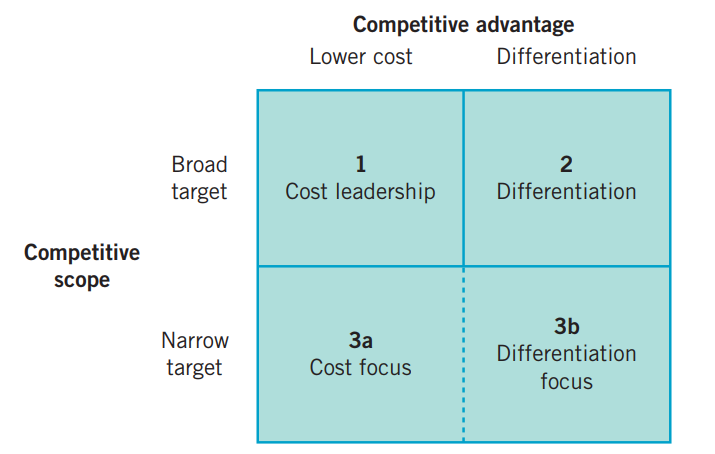 Competitive advantage
Lower cost
Differentiation
Broad
target
1
Cost leadership
2
Differentiation
Competitive
scope
Narrow
target
3a
Cost focus
3b
Differentiation
focus